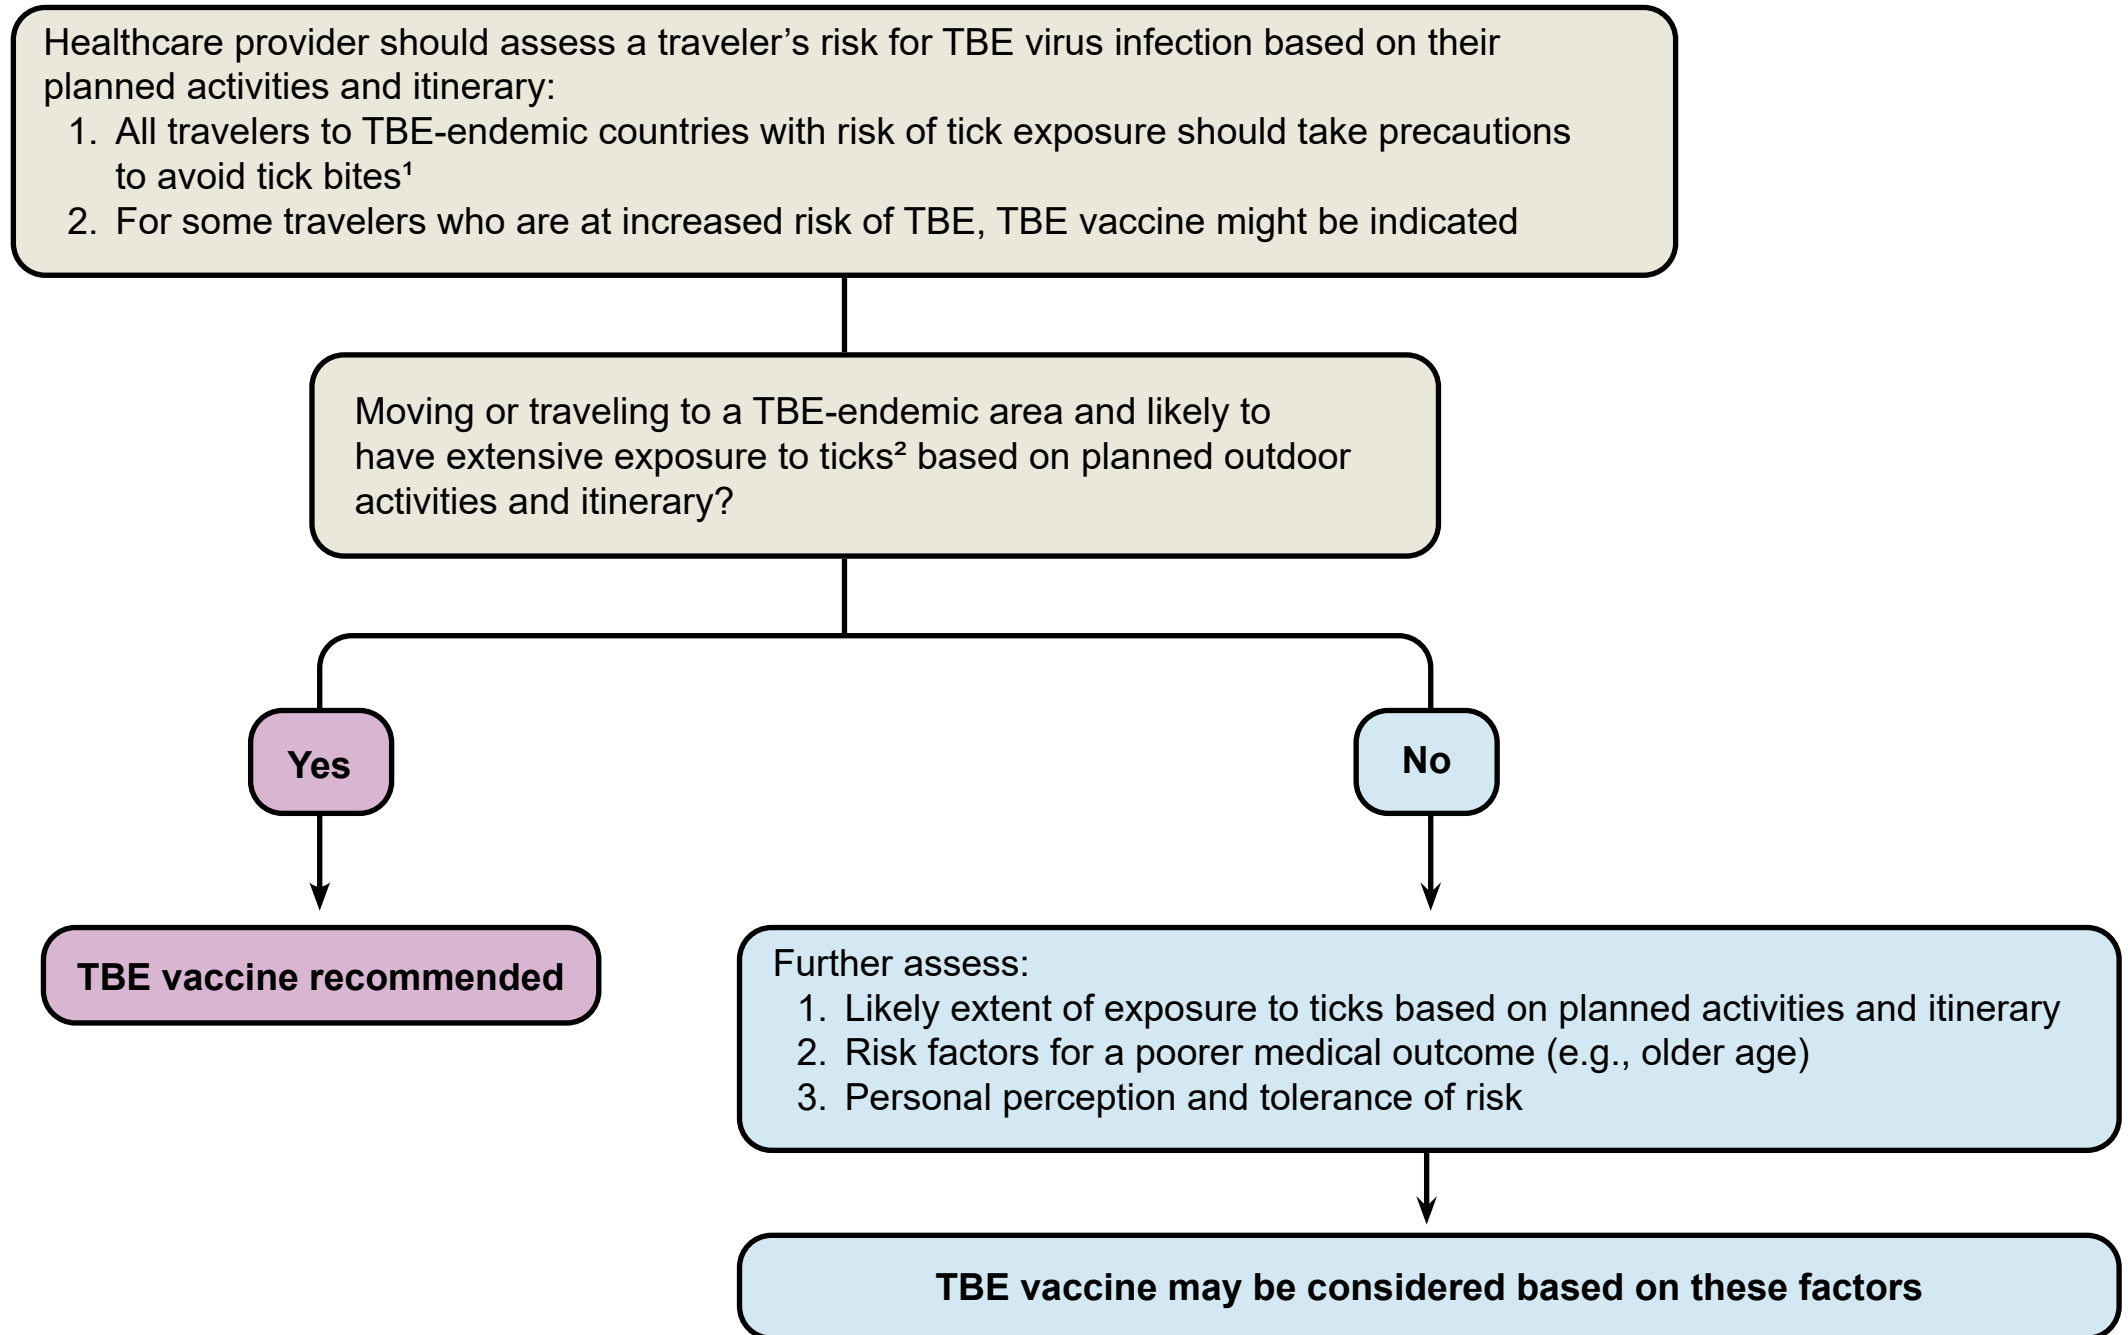 Healthcare provider should assess a traveler’s risk for TBE virus infection based on their
planned activities and itinerary:
1. All travelers to TBE-endemic countries with risk of tick exposure should take precautions
to avoid tick bites¹
2. For some travelers who are at increased risk of TBE, TBE vaccine might be indicated
Moving or traveling to a TBE-endemic area and likely to
have extensive exposure to ticks² based on planned outdoor
activities and itinerary?
Yes
No
TBE vaccine recommended
Further assess:
1. Likely extent of exposure to ticks based on planned activities and itinerary
2. Risk factors for a poorer medical outcome (e.g., older age)
3. Personal perception and tolerance of risk
TBE vaccine may be considered based on these factors